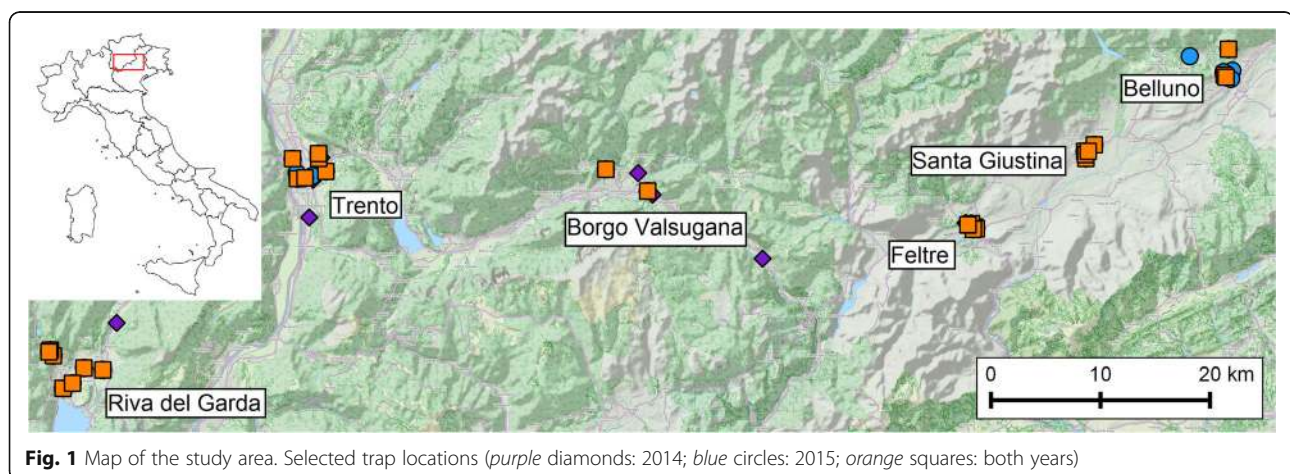 Belluno
Santa Giustina
Trento
Borgo Valsugana
Feltre
Riva del Garda
0 10 20 km
Fig. 1 Map of the study area. Selected trap locations (purple diamonds: 2014; blue circles: 2015; orange squares: both years)